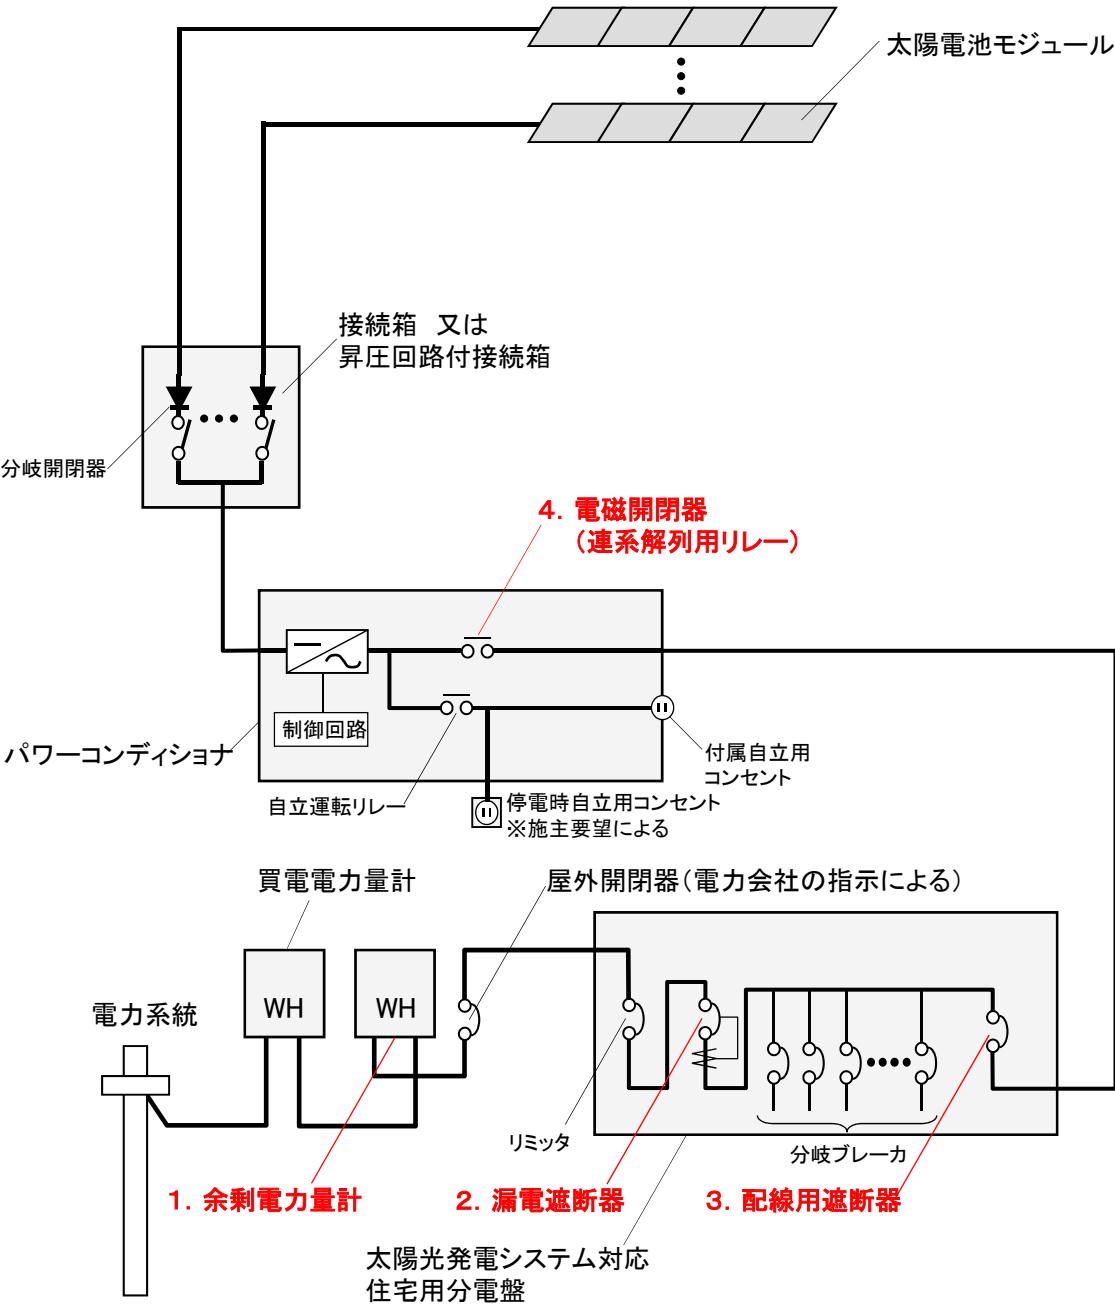 太陽電池モジュール
接続箱　又は
昇圧回路付接続箱
分岐開閉器
4．電磁開閉器
（連系解列用リレー）
制御回路
パワーコンディショナ
付属自立用
コンセント
自立運転リレー
停電時自立用コンセント
※施主要望による
買電電力量計
屋外開閉器（電力会社の指示による）
WH
WH
電力系統
リミッタ
分岐ブレーカ
1．余剰電力量計
2．漏電遮断器
3．配線用遮断器
太陽光発電システム対応
住宅用分電盤